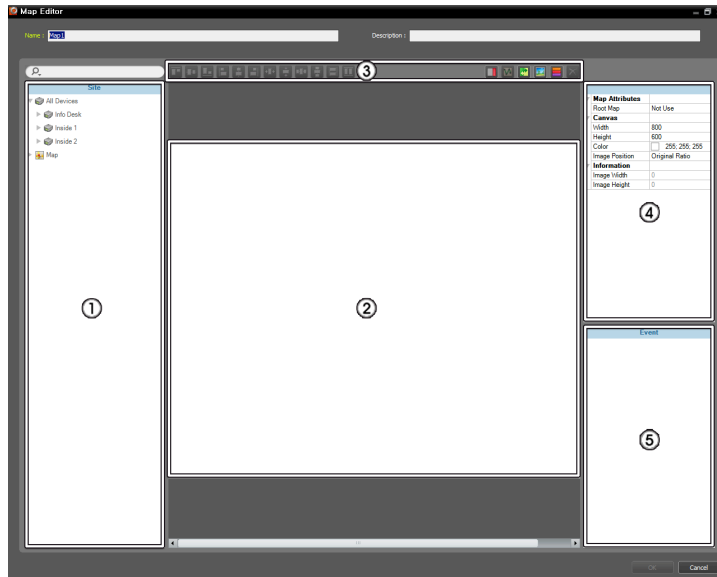 Map Editor
Name : Map1
Description :
③
Site
All Devices
Info Desk
Inside 1
Inside 2
Map
①
②
Map Attributes
Root Map Not Use
Canvas
Width 800
Height 600
Color 255; 255; 255
Image Position Original Ratio
Information
Image Width 0
Image Height 0
④
Event
⑤
OK Cancel